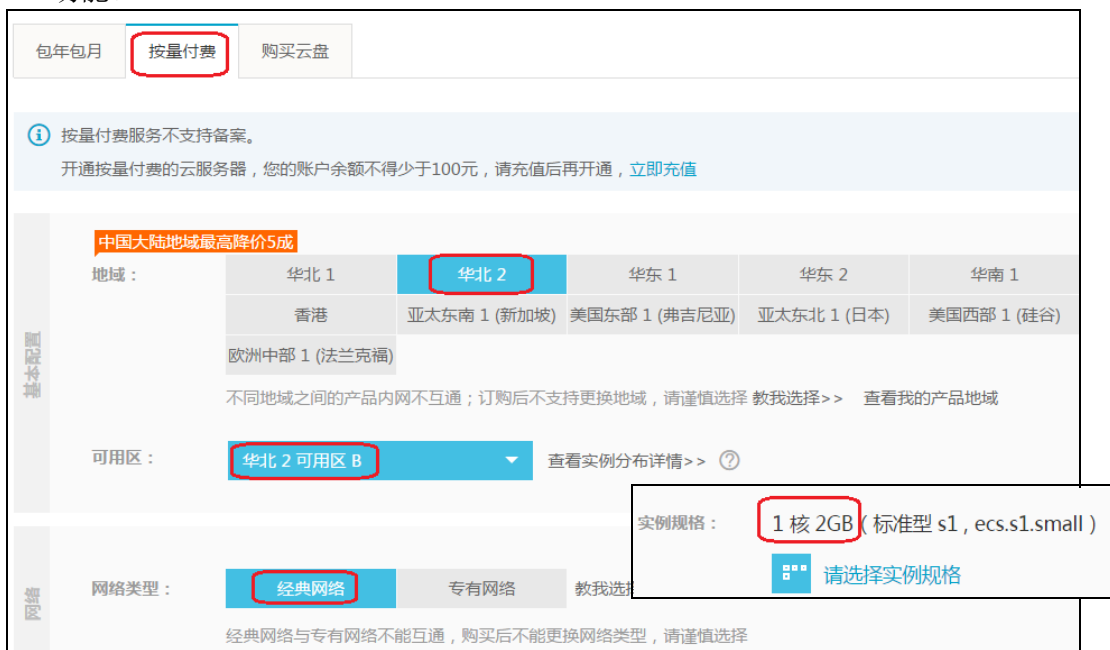 包年包月 按量付费 购买云盘
按量付费服务不支持备案。
开通按量付费的云服务器，您的账户余额不得少于100元，请充值后再开通，立即充值
中国大陆地域最高降价5成
基本配置
地域： 华北 1 华北 2 华东 1 华东 2 华南 1
香港 亚太东南 1 (新加坡) 美国东部 1 (弗吉尼亚) 亚太东北 1 (日本) 美国西部 1 (硅谷)
欧洲中部 1 (法兰克福)
不同地域之间的产品内网不互通；订购后不支持更换地域，请谨慎选择 教我选择>> 查看我的产品地域
可用区： 华北 2 可用区 B 查看实例分布详情>>
实例规格： 1 核 2GB ( 标准型 s1 , ecs.s1.small )
请选择实例规格
网络
网络类型： 经典网络 专有网络 教我选
经典网络与专有网络不能互通，购买后不能更换网络类型，请谨慎选择